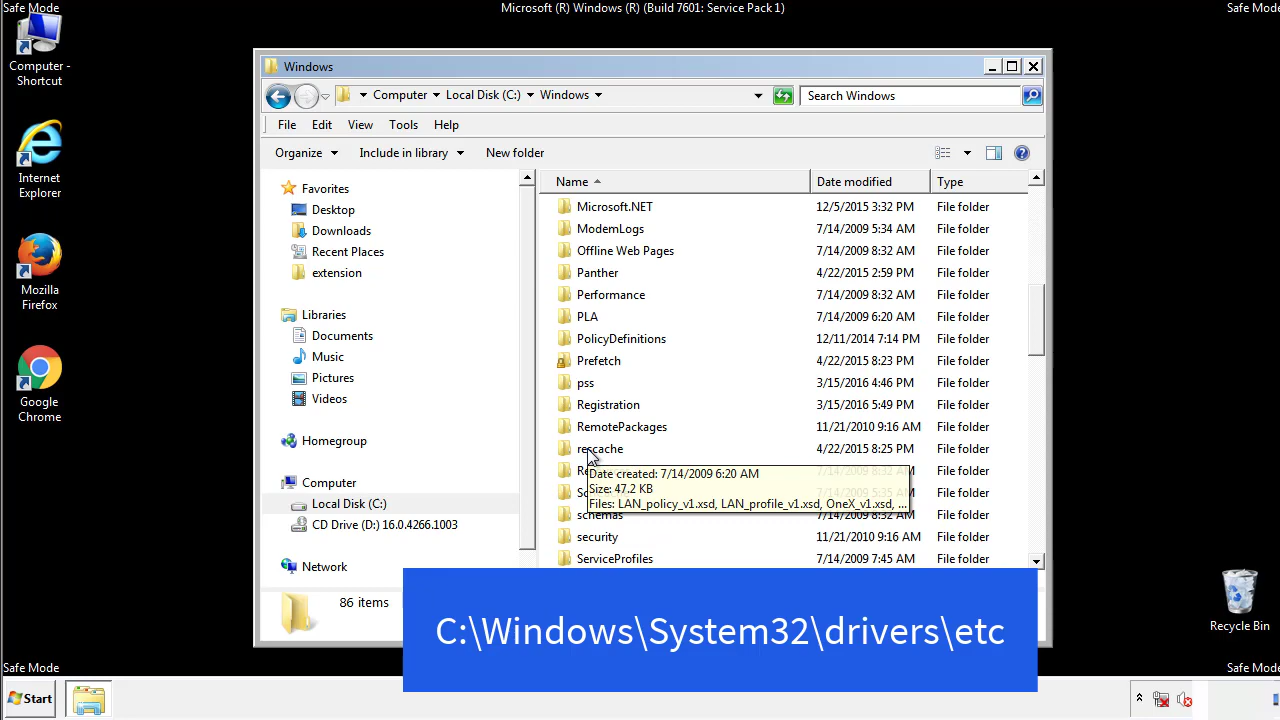 Safe Mode
Microsoft (R) Windows (R) (Build 7601: Service Pack 1)
Safe Mode
Computer - Shortcut
Internet Explorer
Mozilla Firefox
Google Chrome
Recycle Bin
Windows
Computer
Local Disk (C:)
Windows
Search Windows
File Edit View Tools Help
Organize Include in library New folder
Favorites
Desktop
Downloads
Recent Places
extension
Libraries
Documents
Music
Pictures
Videos
Homegroup
Computer
Local Disk (C:)
CD Drive (D:) 16.0.4266.1003
Network
Name Date modified Type
Microsoft.NET 12/5/2015 3:32 PM File folder
ModemLogs 7/14/2009 5:34 AM File folder
Offline Web Pages 7/14/2009 8:32 AM File folder
Panther 4/22/2015 2:59 PM File folder
Performance 7/14/2009 8:32 AM File folder
PLA 7/14/2009 6:20 AM File folder
PolicyDefinitions 12/11/2014 7:14 PM File folder
Prefetch 4/22/2015 8:23 PM File folder
pss 3/15/2016 4:46 PM File folder
Registration 3/15/2016 5:49 PM File folder
RemotePackages 11/21/2010 9:16 AM File folder
rescache 4/22/2015 8:25 PM File folder
File folder
Date created: 7/14/2009 6:20 AM
Size: 47.2 KB
Files: LAN_policy_v1.xsd, LAN_profile_v1.xsd, OneX_v1.xsd, ...
File folder
schemas 7/14/2009 8:32 AM File folder
security 11/21/2010 9:16 AM File folder
ServiceProfiles 7/14/2009 7:45 AM File folder
86 items
C:\Windows\System32\drivers\etc
Safe Mode
Safe Mode
Start